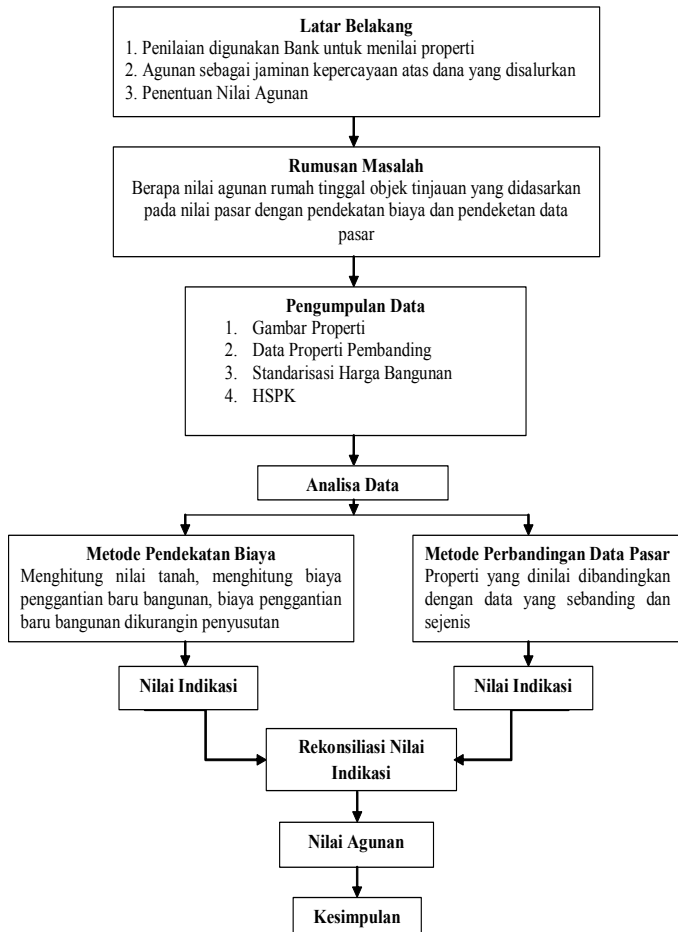 Latar Belakang
1. Penilaian digunakan Bank untuk menilai properti
2. Agunan sebagai jaminan kepercayaan atas dana yang disalurkan
3. Penentuan Nilai Agunan
Rumusan Masalah
Berapa nilai agunan rumah tinggal objek tinjauan yang didasarkan
pada nilai pasar dengan pendekatan biaya dan pendeketan data
pasar
Pengumpulan Data
1. Gambar Properti
2. Data Properti Pembanding
3. Standarisasi Harga Bangunan
4. HSPK
Analisa Data
Metode Pendekatan Biaya
Menghitung nilai tanah, menghitung biaya
penggantian baru bangunan, biaya penggantian
baru bangunan dikurangin penyusutan
Metode Perbandingan Data Pasar
Properti yang dinilai dibandingkan
dengan data yang sebanding dan
sejenis
Nilai Indikasi
Nilai Indikasi
Rekonsiliasi Nilai
Indikasi
Nilai Agunan
Kesimpulan